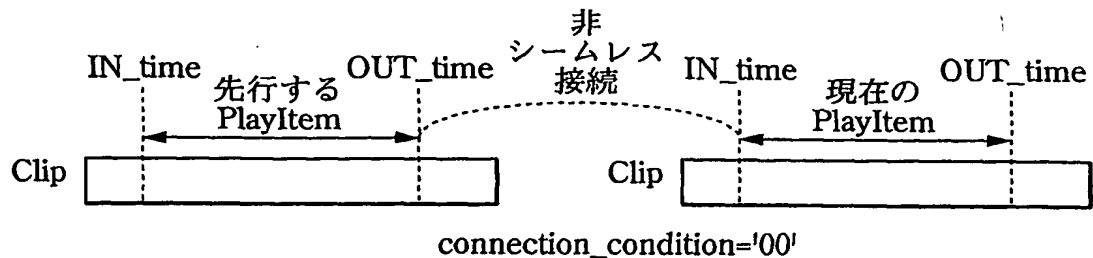 非
シームレス
接続
IN_time
OUT_time
IN_time
OUT_time
先行する
PlayItem
現在の
PlayItem
Clip
Clip
connection_condition='00'